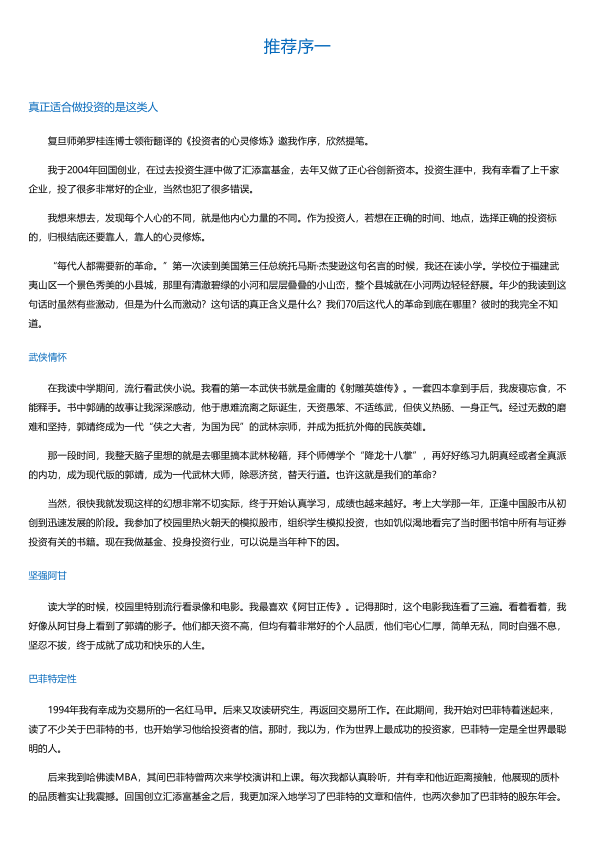 推荐序一
真正适合做投资的是这类人
复旦师弟罗桂连博士领衔翻译的《投资者的心灵修炼》邀我作序，欣然提笔。
我于2004年回国创业，在过去投资生涯中做了汇添富基金，去年又做了正心谷创新资本。投资生涯中，我有幸看了上千家
企业，投了很多非常好的企业，当然也犯了很多错误。
我想来想去，发现每个人心的不同，就是他内心力量的不同。作为投资人，若想在正确的时间、地点，选择正确的投资标
的，归根结底还要靠人，靠人的心灵修炼。
“每代人都需要新的革命。”第一次读到美国第三任总统托马斯·杰斐逊这句名言的时候，我还在读小学。学校位于福建武
夷山区一个景色秀美的小县城，那里有清澈碧绿的小河和层层叠叠的小山峦，整个县城就在小河两边轻轻舒展。年少的我读到这
句话时虽然有些激动，但是为什么而激动？这句话的真正含义是什么？我们70后这代人的革命到底在哪里？彼时的我完全不知
道。
武侠情怀
在我读中学期间，流行看武侠小说。我看的第一本武侠书就是金庸的《射雕英雄传》。一套四本拿到手后，我废寝忘食，不
能释手。书中郭靖的故事让我深深感动，他于患难流离之际诞生，天资愚笨、不适练武，但侠义热肠、一身正气。经过无数的磨
难和坚持，郭靖终成为一代“侠之大者，为国为民”的武林宗师，并成为抵抗外侮的民族英雄。
那一段时间，我整天脑子里想的就是去哪里搞本武林秘籍，拜个师傅学个“降龙十八掌”，再好好练习九阴真经或者全真派
的内功，成为现代版的郭靖，成为一代武林大师，除恶济贫，替天行道。也许这就是我们的革命？
当然，很快我就发现这样的幻想非常不切实际，终于开始认真学习，成绩也越来越好。考上大学那一年，正逢中国股市从初
创到迅速发展的阶段。我参加了校园里热火朝天的模拟股市，组织学生模拟投资，也如饥似渴地看完了当时图书馆中所有与证券
投资有关的书籍。现在我做基金、投身投资行业，可以说是当年种下的因。
坚强阿甘
读大学的时候，校园里特别流行看录像和电影。我最喜欢《阿甘正传》。记得那时，这个电影我连看了三遍。看着看着，我
好像从阿甘身上看到了郭靖的影子。他们都天资不高，但均有着非常好的个人品质，他们宅心仁厚，简单无私，同时自强不息，
坚忍不拔，终于成就了成功和快乐的人生。
巴菲特定性
1994年我有幸成为交易所的一名红马甲。后来又攻读研究生，再返回交易所工作。在此期间，我开始对巴菲特着迷起来，
读了不少关于巴菲特的书，也开始学习他给投资者的信。那时，我以为，作为世界上最成功的投资家，巴菲特一定是全世界最聪
明的人。
后来我到哈佛读MBA，其间巴菲特曾两次来学校演讲和上课。每次我都认真聆听，并有幸和他近距离接触，他展现的质朴
的品质着实让我震撼。回国创立汇添富基金之后，我更加深入地学习了巴菲特的文章和信件，也两次参加了巴菲特的股东年会。